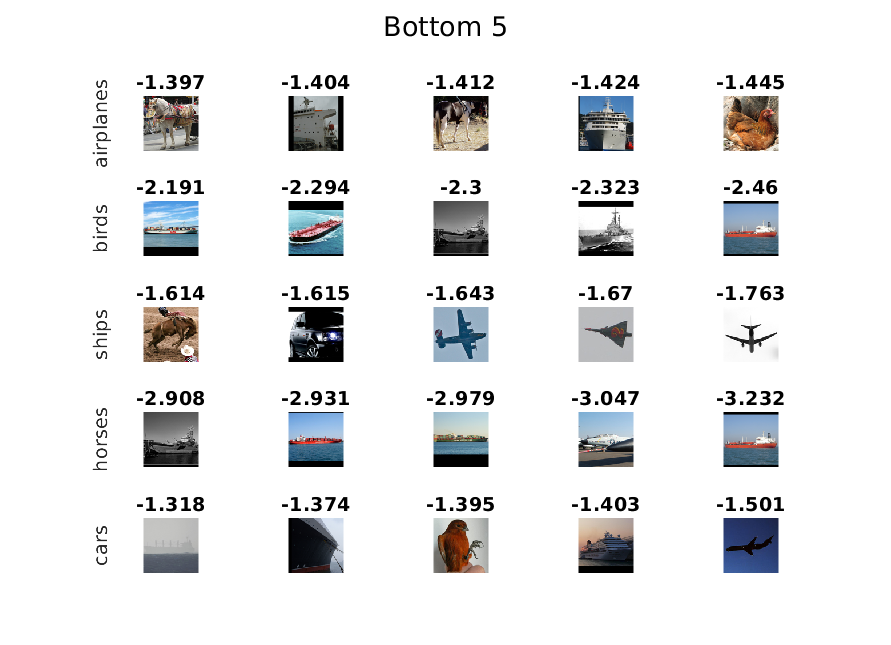 Bottom 5
airplanes
-1.397 -1.404 -1.412 -1.424 -1.445
birds
-2.191 -2.294 -2.3 -2.323 -2.46
ships
-1.614 -1.615 -1.643 -1.67 -1.763
horses
-2.908 -2.931 -2.979 -3.047 -3.232
cars
-1.318 -1.374 -1.395 -1.403 -1.501